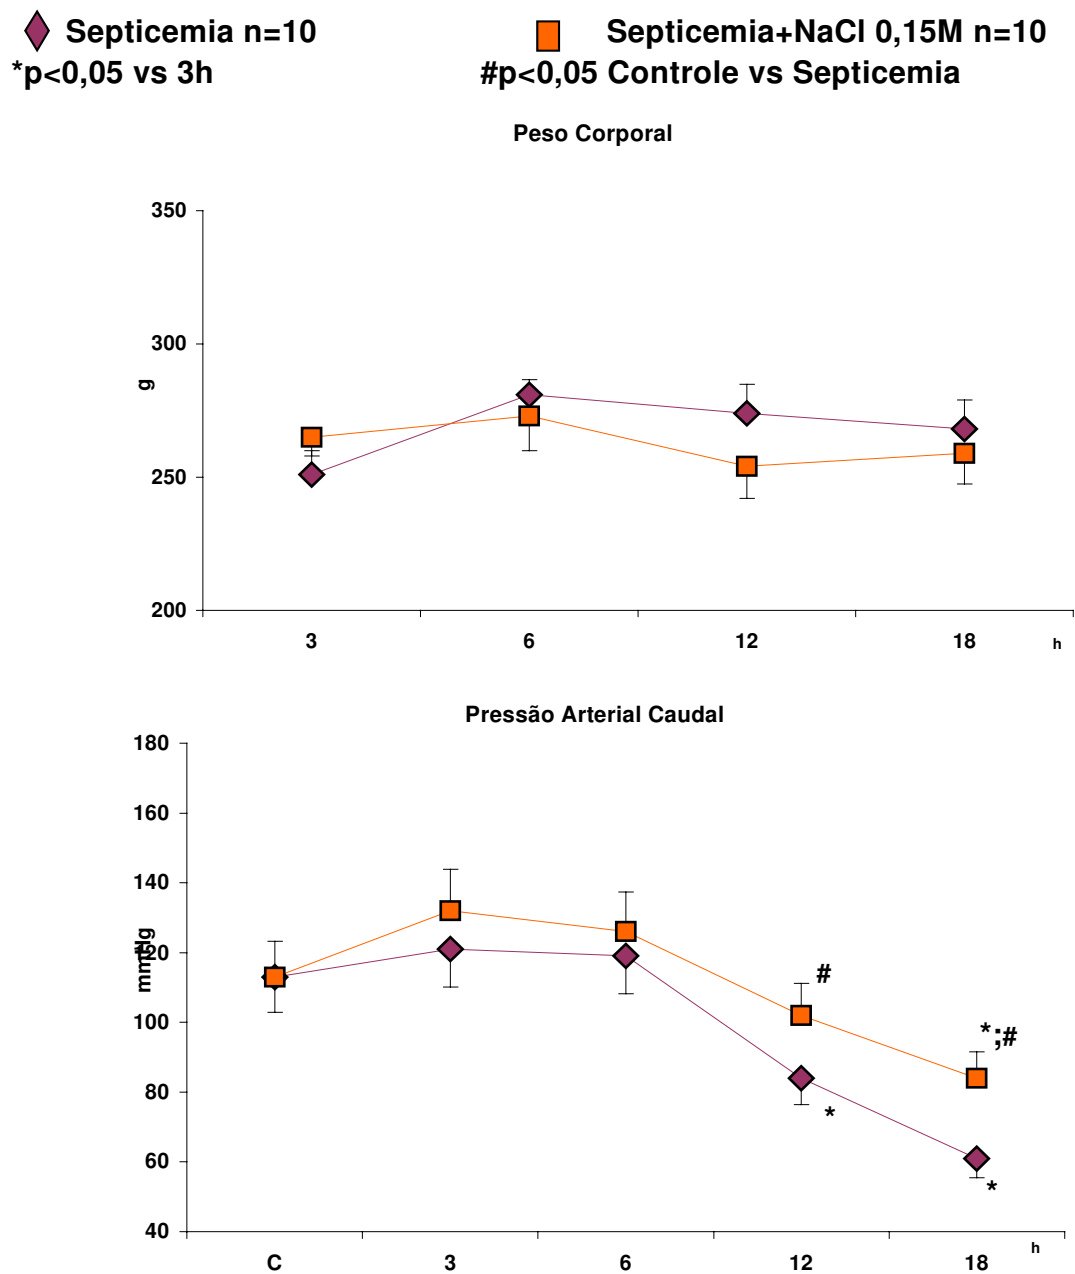 Septicemia n=10 Septicemia+NaCl 0,15M n=10
*p<0,05 vs 3h #p<0,05 Controle vs Septicemia
Peso Corporal
350
300
g
250
200
3 6 12 18 h
Pressão Arterial Caudal
180
160
140
mmHg
120
#
100
*;#
80
*
60
*
40
C 3 6 12 18 h